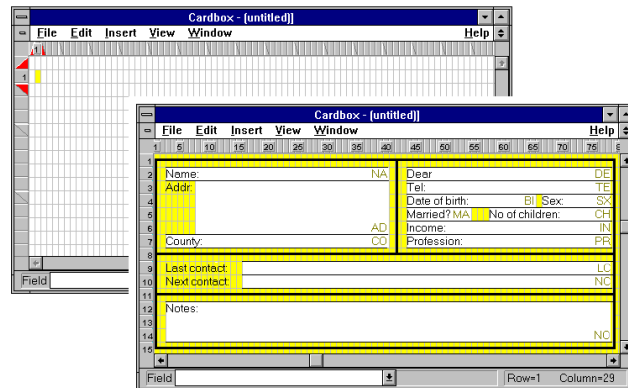 Cardbox - [untitled]]
File Edit Insert View Window Help
1
1
Field
Cardbox - [untitled]]
File Edit Insert View Window Help
1 5 10 15 20 25 30 35 40 45 50 55 60 65 70 75 8
1
2 Name: NA Dear DE
3 Addr: Tel: TE
4 Date of birth: BI Sex: SX
5 Married? MA No of children: CH
6 AD Income: IN
7 County: CO Profession: PR
8
9 Last contact: LC
10 Next contact: NC
11
12 Notes:
13
14 NO
15
Field Row=1 Column=29